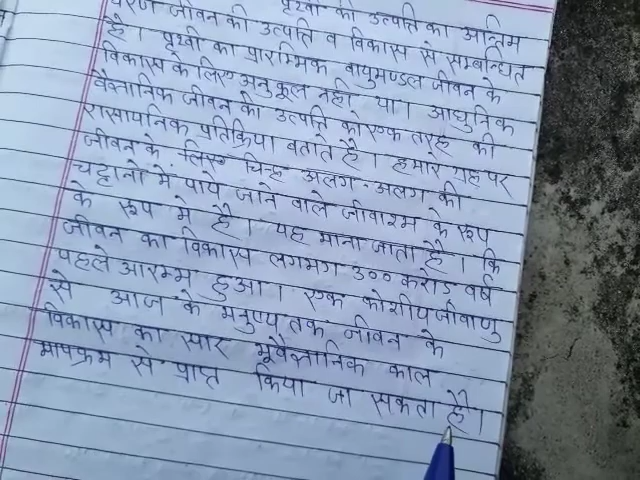 पृथ्वी की उत्पति का अन्तिम
चरण जीवन की उत्पति व विकास से सम्बन्धित
है। पृथ्वी का प्रारम्भिक वायुमण्डल जीवन के
विकास के लिए अनुकूल नहीं था। आधुनिक
वैज्ञानिक जीवन की उत्पति को एक तरह की
रासायनिक प्रतिक्रिया बताते है। हमारे ग्रह पर
जीवन के लिए चिन्ह अलग-अलग की
चट्टानों में पाये जाने वाले जीवाश्म के रूप
के रूप में है। यह माना जाता है। कि
जीवन का विकास लगभग 300 करोड वर्ष
पहले आरम्भ हुआ। एक कोशीय जीवाणु
से आज के मनुष्य तक जीवन के
विकास का सार भूवैज्ञानिक काल
मापक्रम से प्राप्त किया जा सकता है।